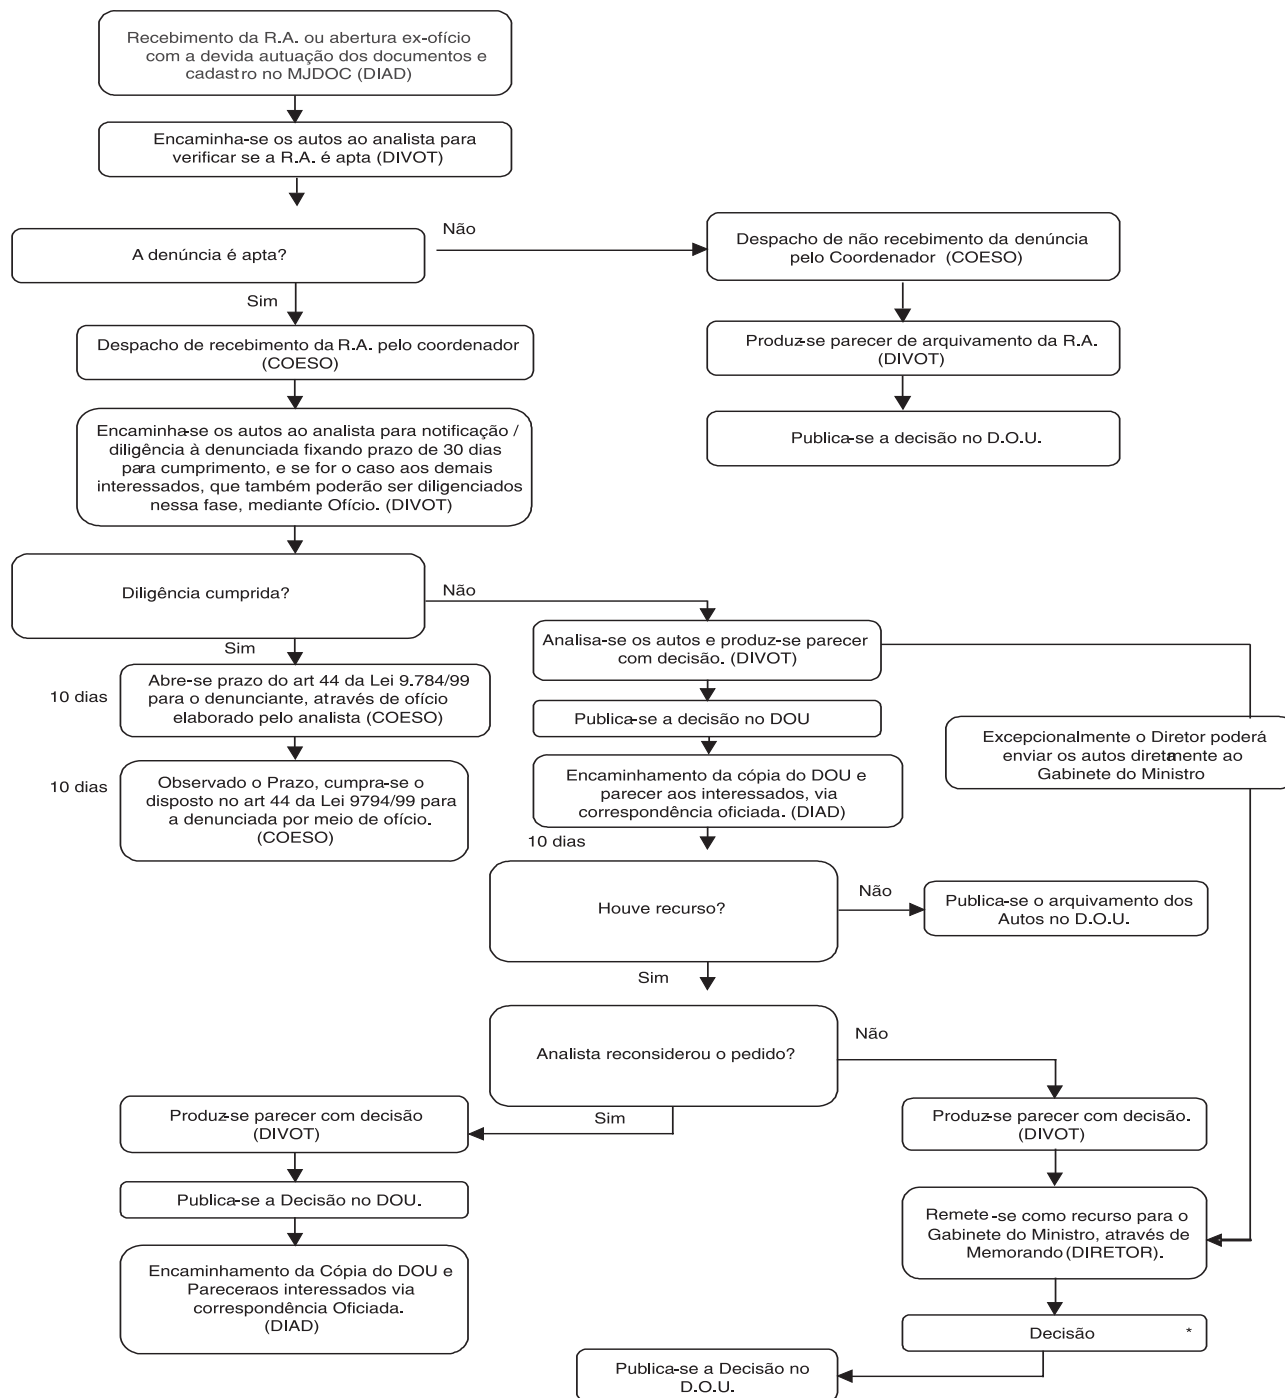 Recebimento da R.A. ou abertura ex-ofício
com a devida autuação dos documentos e
cadastro no MJDOC (DIAD)
Encaminha-se os autos ao analista para
verificar se a R.A. é apta (DIVOT)
A denúncia é apta?
Não
Despacho de não recebimento da denúncia
pelo Coordenador (COESO)
Sim
Produz-se parecer de arquivamento da R.A.
(DIVOT)
Despacho de recebimento da R.A. pelo coordenador
(COESO)
Publica-se a decisão no D.O.U.
Encaminha-se os autos ao analista para notificação /
diligência à denunciada fixando prazo de 30 dias
para cumprimento, e se for o caso aos demais
interessados, que também poderão ser diligenciados
nessa fase, mediante Ofício. (DIVOT)
Diligência cumprida?
Não
Sim
Analisa-se os autos e produz-se parecer
com decisão. (DIVOT)
10 dias
Abre-se prazo do art 44 da Lei 9.784/99
para o denunciante, através de ofício
elaborado pelo analista (COESO)
Publica-se a decisão no DOU
Excepcionalmente o Diretor poderá
enviar os autos diretamente ao
Gabinete do Ministro
10 dias
Observado o Prazo, cumpra-se o
disposto no art 44 da Lei 9794/99 para
a denunciada por meio de ofício.
(COESO)
Encaminhamento da cópia do DOU e
parecer aos interessados, via
correspondência oficiada. (DIAD)
10 dias
Houve recurso?
Não
Publica-se o arquivamento dos
Autos no D.O.U.
Sim
Analista reconsiderou o pedido?
Não
Sim
Produz-se parecer com decisão
(DIVOT)
Produz-se parecer com decisão.
(DIVOT)
Publica-se a Decisão no DOU.
Remete-se como recurso para o
Gabinete do Ministro, através de
Memorando (DIRETOR).
Encaminhamento da Cópia do DOU e
Pareceraos interessados via
correspondência Oficiada.
(DIAD)
Decisão *
Publica-se a Decisão no
D.O.U.